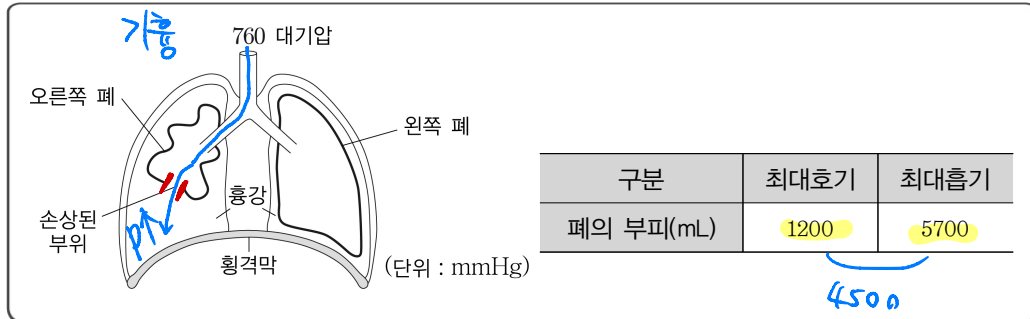 기흉
760 대기압
오른쪽 폐
왼쪽 폐
흉강
손상된
부위
P↑
횡격막
(단위 : mmHg)
구분 최대호기 최대흡기
폐의 부피(mL) 1200 5700
4500